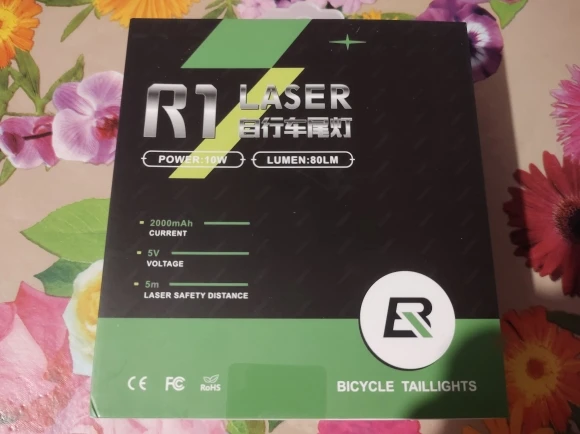 R1 LASER
自行车尾灯
POWER:10W LUMEN:80LM
2000mAh
CURRENT
5V
VOLTAGE
5m
LASER SAFETY DISTANCE
CE FC RoHS
BICYCLE TAILLIGHTS